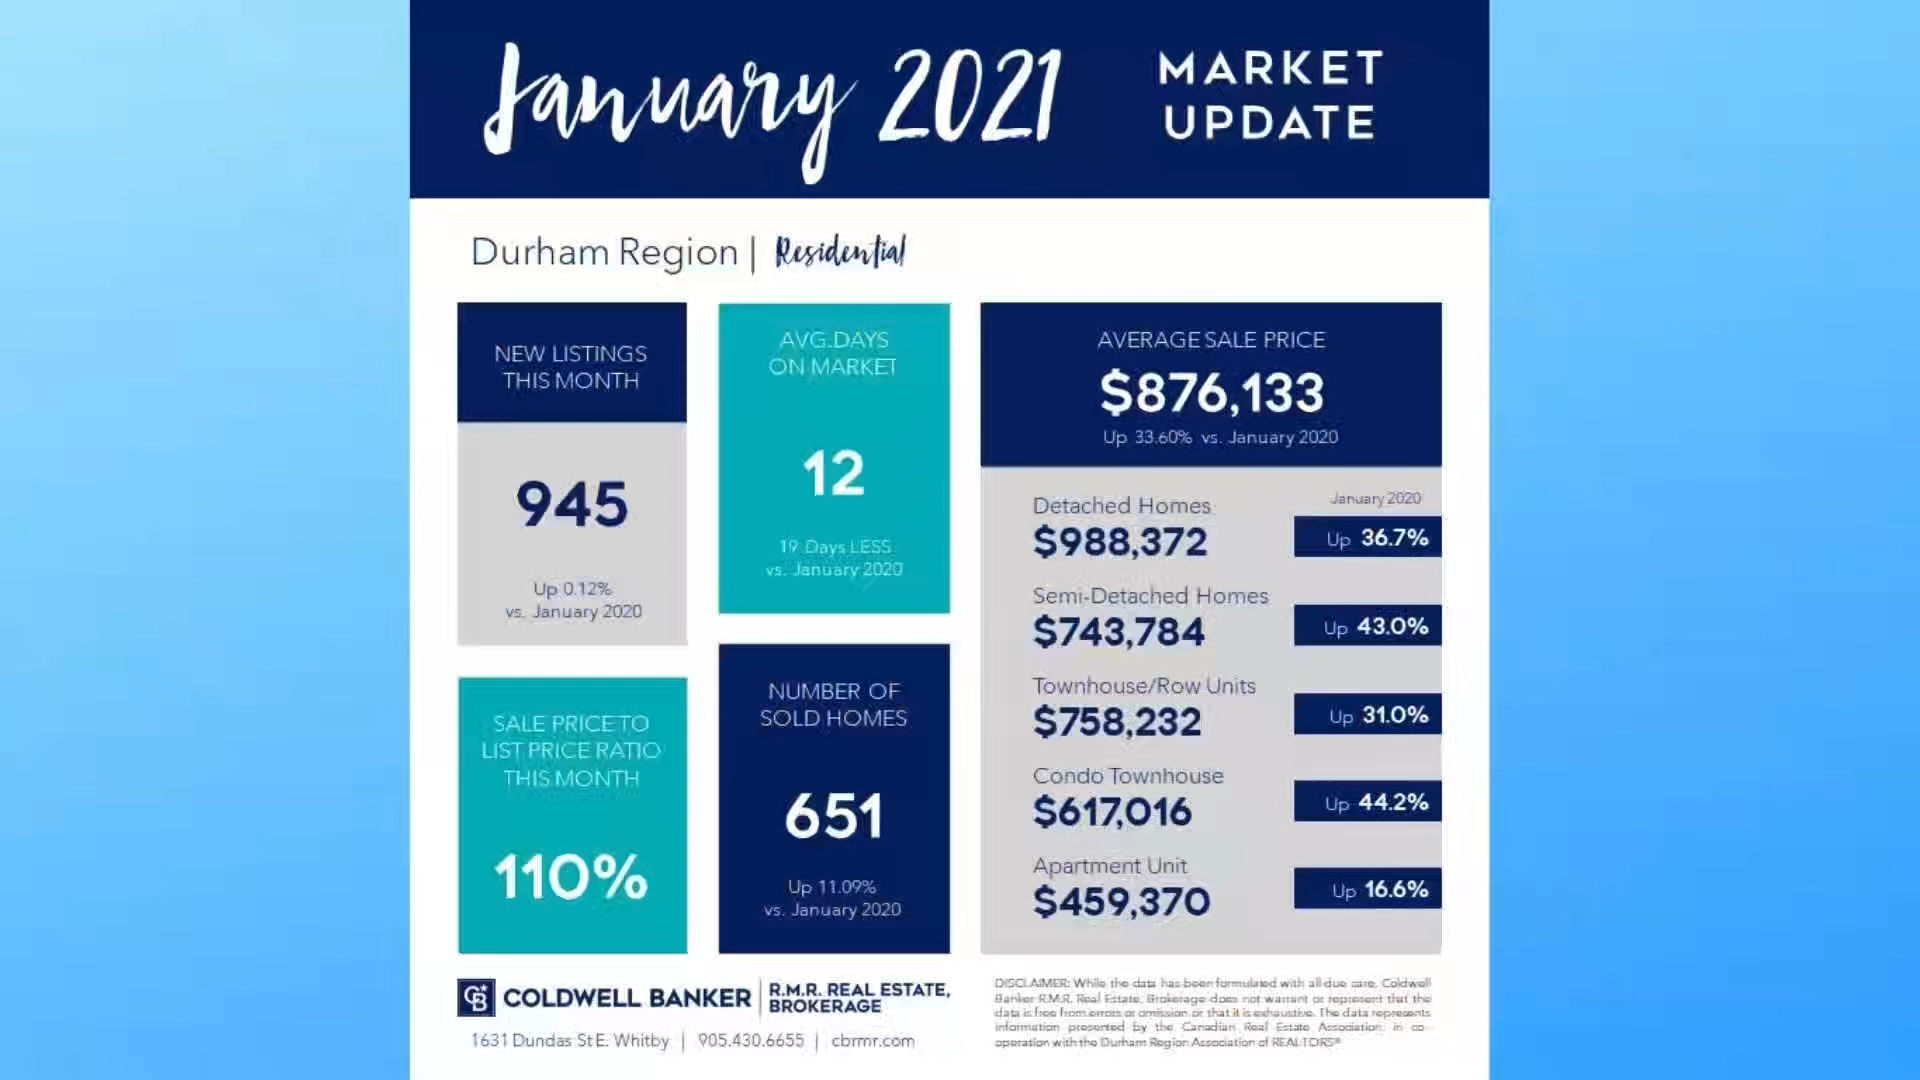 January 2021
MARKET
UPDATE
Durham Region | Residential
NEW LISTINGS
THIS MONTH
945
Up 0.12%
vs. January 2020
AVG.DAYS
ON MARKET
12
19 Days LESS
vs. January 2020
SALE PRICE TO
LIST PRICE RATIO
THIS MONTH
110%
NUMBER OF
SOLD HOMES
651
Up 11.09%
vs. January 2020
AVERAGE SALE PRICE
$876,133
Up 33.60% vs. January 2020
January 2020
Detached Homes
$988,372
Up 36.7%
Semi-Detached Homes
$743,784
Up 43.0%
Townhouse/Row Units
$758,232
Up 31.0%
Condo Townhouse
$617,016
Up 44.2%
Apartment Unit
$459,370
Up 16.6%
CB
COLDWELL BANKER
R.M.R. REAL ESTATE,
BROKERAGE
1631 Dundas St E. Whitby | 905.430.6655 | cbrmr.com
DISCLAIMER: While the data has been formulated with all due care, Coldwell
Banker R.M.R. Real Estate, Brokerage does not warrant or represent that the
data is free from errors or omission or that it is exhaustive. The data represents
information presented by the Canadian Real Estate Association, in co-
operation with the Durham Region Association of REALTORS®